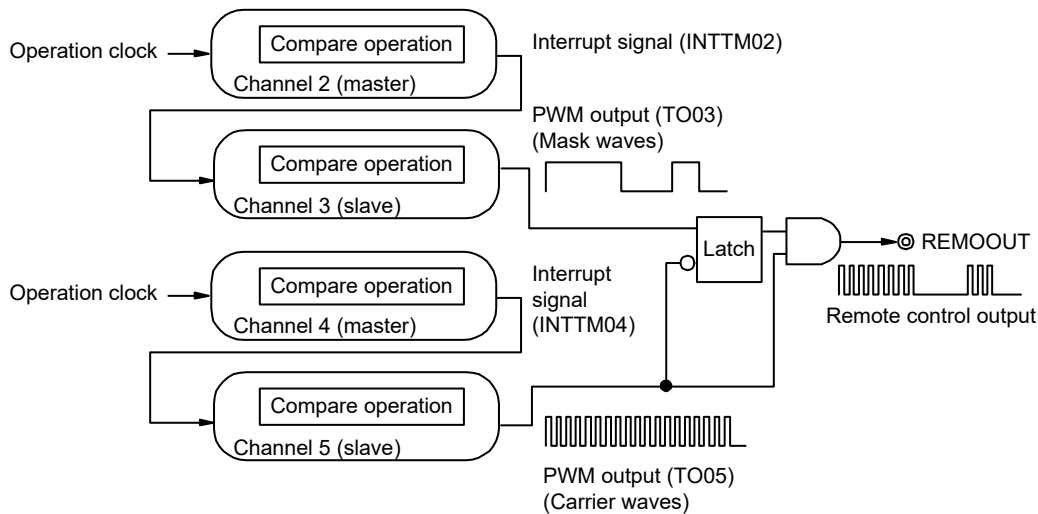 Operation clock
Compare operation
Channel 2 (master)
Interrupt signal (INTTM02)
PWM output (TO03)
(Mask waves)
Compare operation
Channel 3 (slave)
Latch
REMOOUT
Remote control output
Operation clock
Compare operation
Channel 4 (master)
Interrupt
signal
(INTTM04)
Compare operation
Channel 5 (slave)
PWM output (TO05)
(Carrier waves)